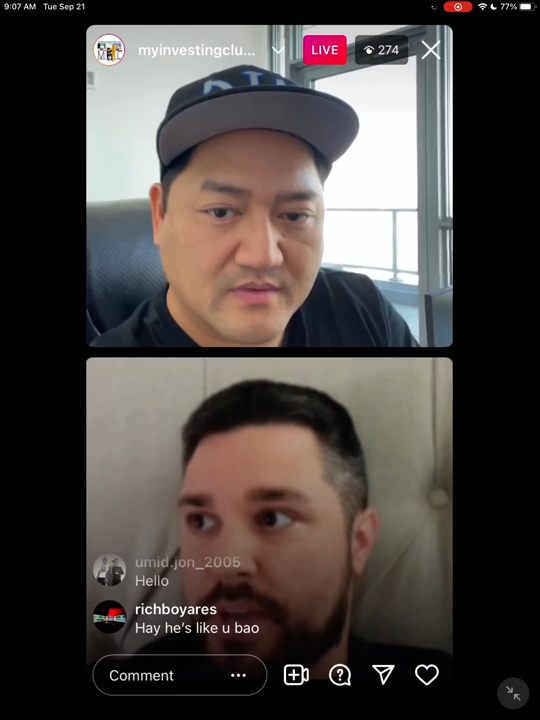 9:07 AM Tue Sep 21
77%
myinvestingclu...
LIVE
274
umid.jon_2005
Hello
richboyares
Hay he's like u bao
Comment